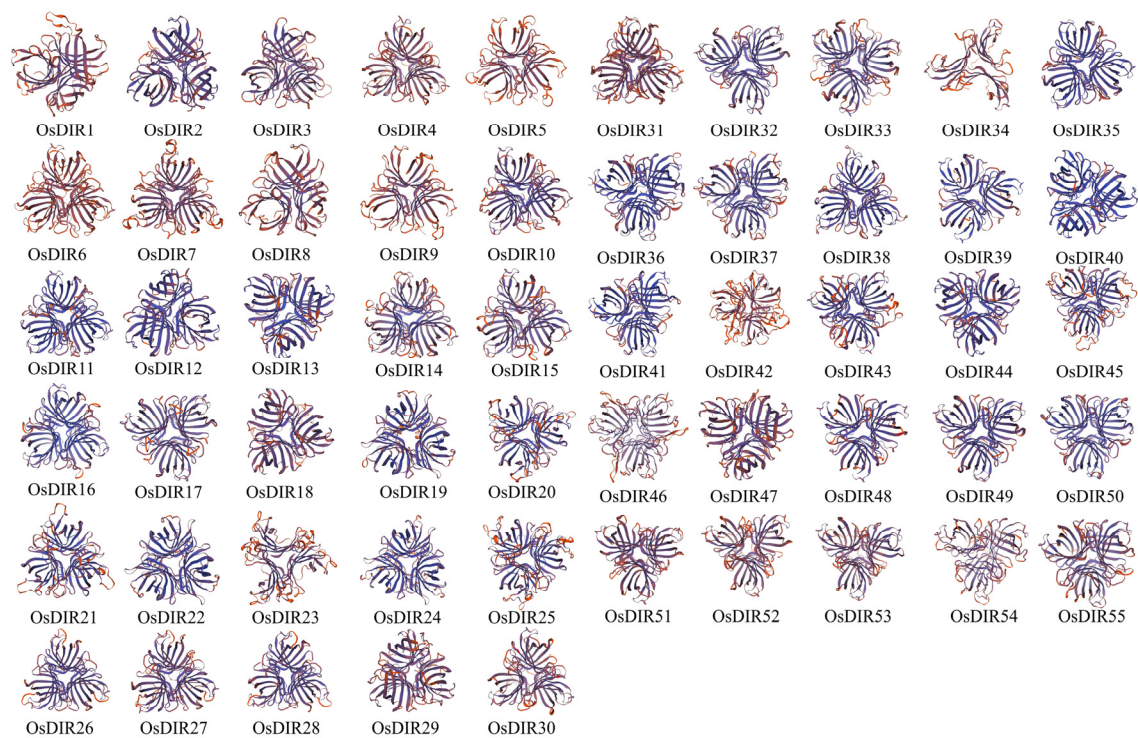 OsDIR1 OsDIR2 OsDIR3 OsDIR4 OsDIR5 OsDIR31 OsDIR32 OsDIR33 OsDIR34 OsDIR35
OsDIR6 OsDIR7 OsDIR8 OsDIR9 OsDIR10 OsDIR36 OsDIR37 OsDIR38 OsDIR39 OsDIR40
OsDIR11 OsDIR12 OsDIR13 OsDIR14 OsDIR15 OsDIR41 OsDIR42 OsDIR43 OsDIR44 OsDIR45
OsDIR16 OsDIR17 OsDIR18 OsDIR19 OsDIR20 OsDIR46 OsDIR47 OsDIR48 OsDIR49 OsDIR50
OsDIR21 OsDIR22 OsDIR23 OsDIR24 OsDIR25 OsDIR51 OsDIR52 OsDIR53 OsDIR54 OsDIR55
OsDIR26 OsDIR27 OsDIR28 OsDIR29 OsDIR30